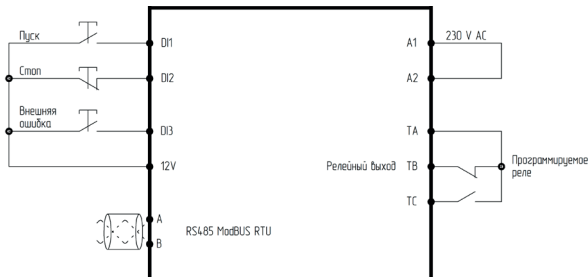 Пуск
DI1
Стоп
DI2
Внешняя
ошибка
DI3
12V
A
B
RS485 ModBUS RTU
A1
230 V AC
A2
TA
Релейный выход
TB
TC
Программируемое
реле